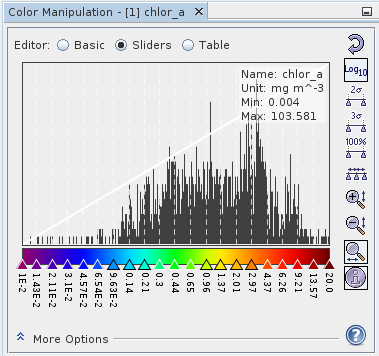 Color Manipulation - [1] chlor_a
Editor: Basic Sliders Table
Name: chlor_a
Unit: mg m^-3
Min: 0.004
Max: 103.581
Log10
2σ
3σ
100%
1E-2
1.43E-2
2.11E-2
3.1E-2
4.57E-2
6.54E-2
9.63E-2
0.14
0.21
0.3
0.44
0.65
0.96
1.37
2.01
2.97
4.37
6.26
9.21
13.57
20.0
More Options